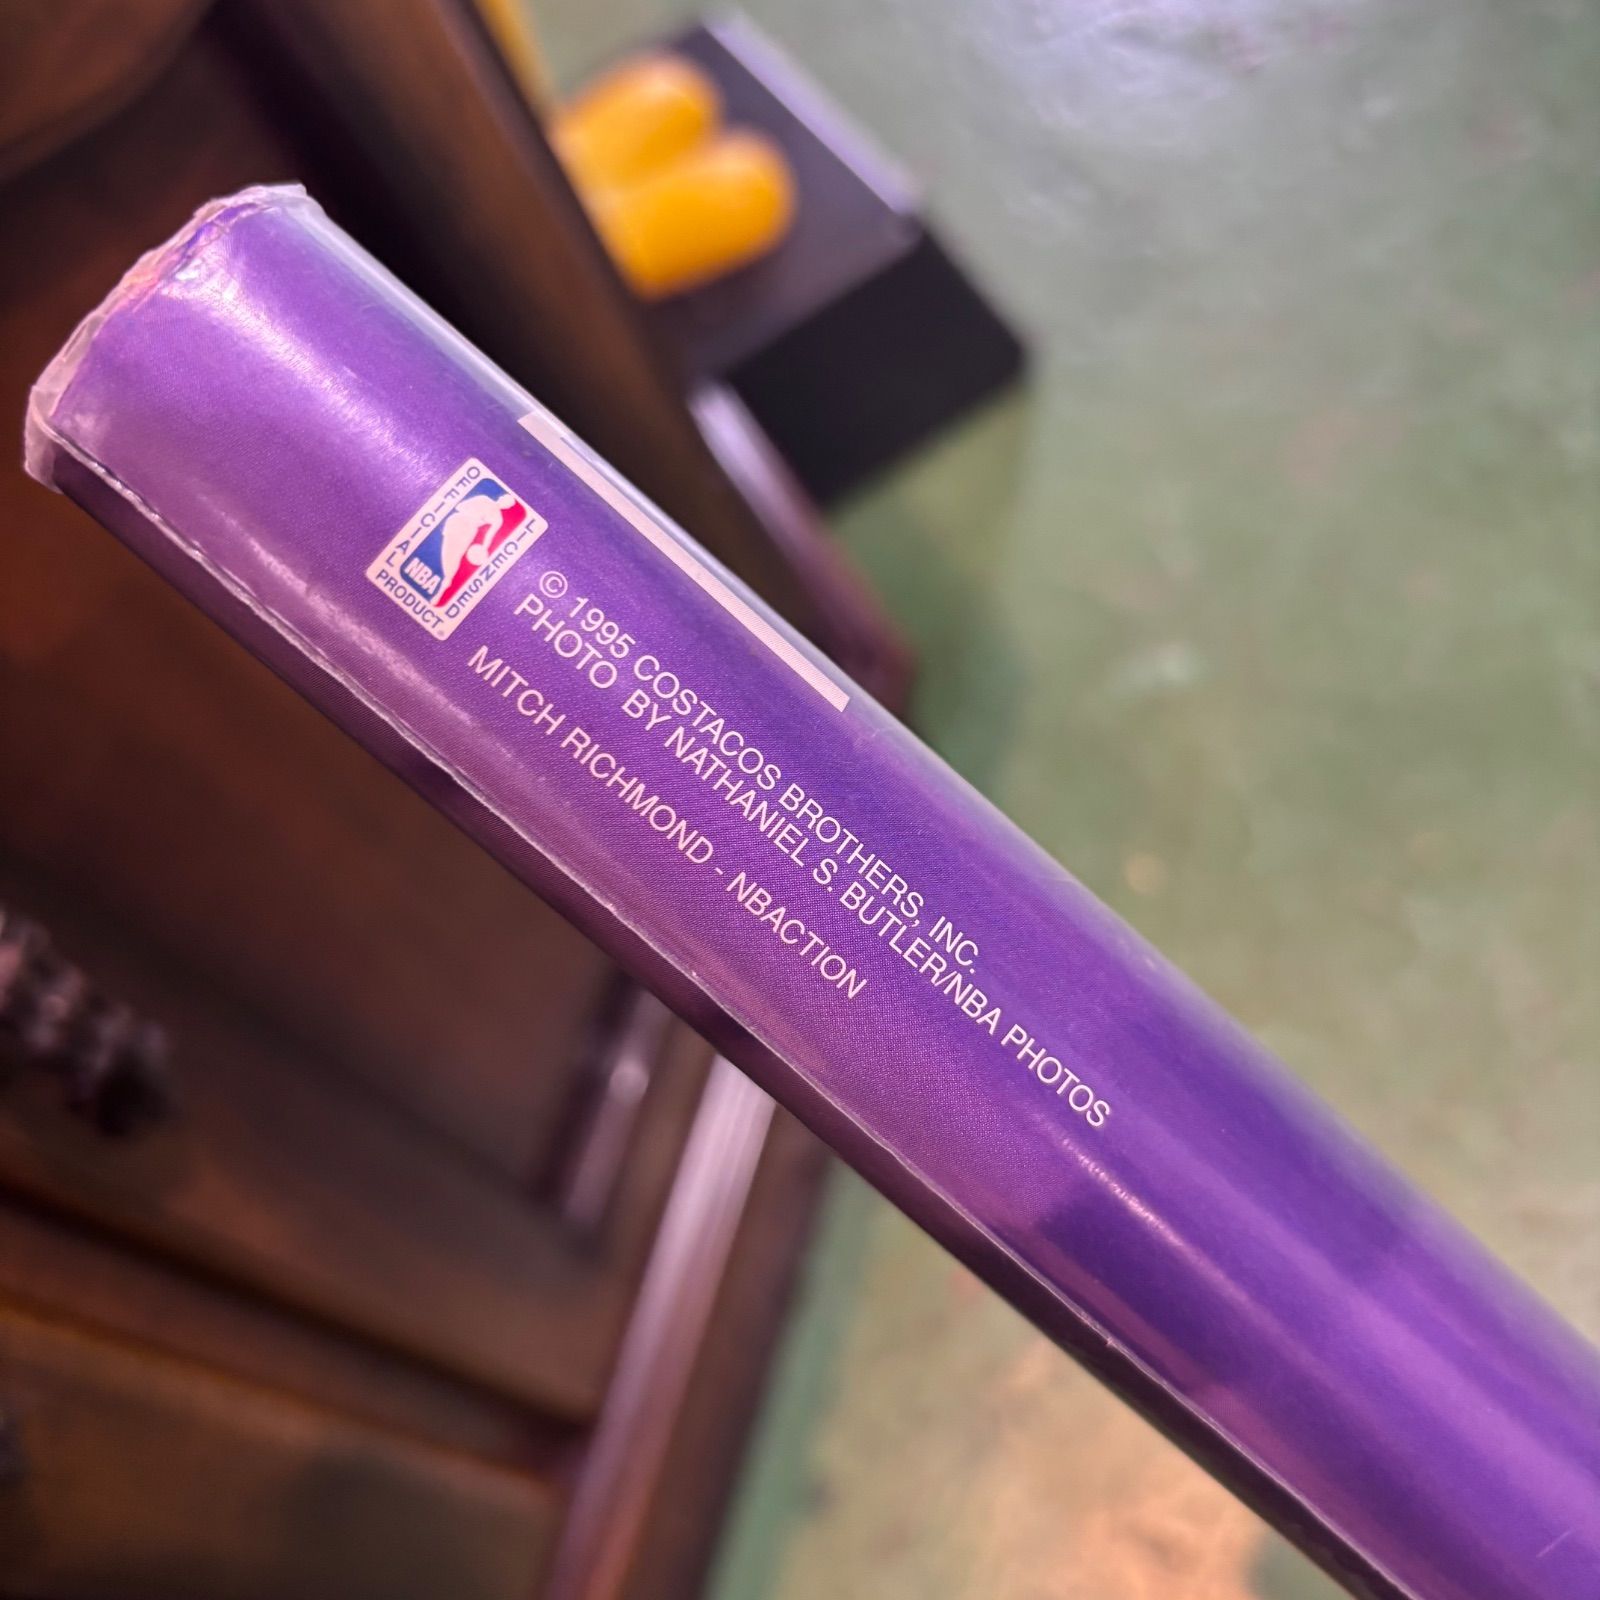 OFFICIAL
LICENSED
NBA
PRODUCT
© 1995 COSTACOS BROTHERS, INC.
PHOTO BY NATHANIEL S. BUTLER/NBA PHOTOS
MITCH RICHMOND - NBACTION